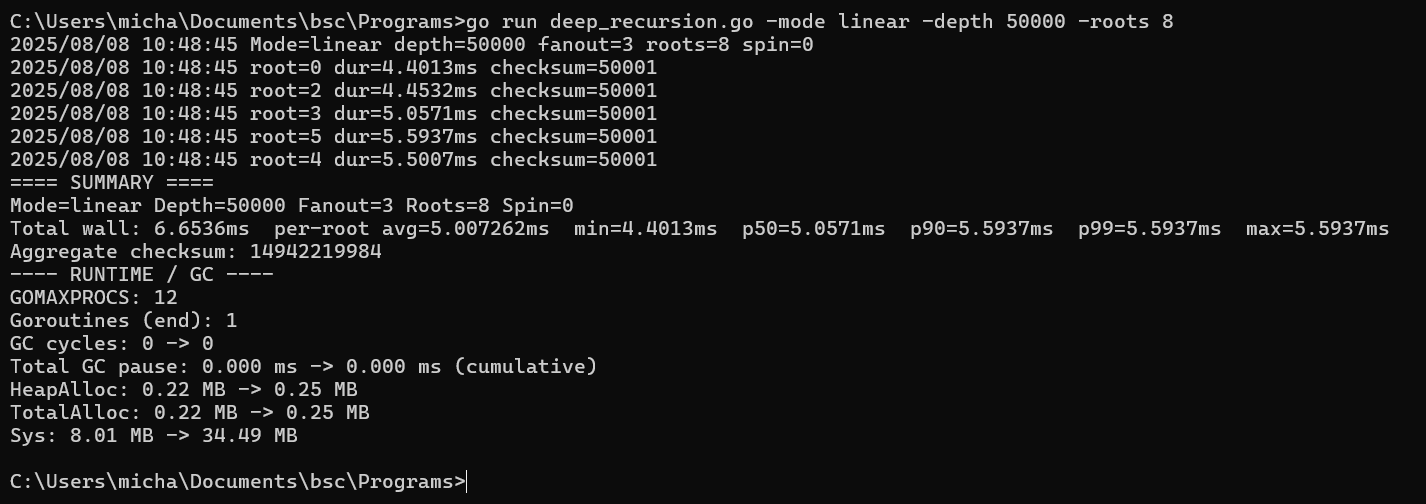 C:\Users\micha\Documents\bsc\Programs>go run deep_recursion.go -mode linear -depth 50000 -roots 8
2025/08/08 10:48:45 Mode=linear depth=50000 fanout=3 roots=8 spin=0
2025/08/08 10:48:45 root=0 dur=4.4013ms checksum=50001
2025/08/08 10:48:45 root=2 dur=4.4532ms checksum=50001
2025/08/08 10:48:45 root=3 dur=5.0571ms checksum=50001
2025/08/08 10:48:45 root=5 dur=5.5937ms checksum=50001
2025/08/08 10:48:45 root=4 dur=5.5007ms checksum=50001
==== SUMMARY ====
Mode=linear Depth=50000 Fanout=3 Roots=8 Spin=0
Total wall: 6.6536ms  per-root avg=5.007262ms  min=4.4013ms  p50=5.0571ms  p90=5.5937ms  p99=5.5937ms  max=5.5937ms
Aggregate checksum: 14942219984
---- RUNTIME / GC ----
GOMAXPROCS: 12
Goroutines (end): 1
GC cycles: 0 -> 0
Total GC pause: 0.000 ms -> 0.000 ms (cumulative)
HeapAlloc: 0.22 MB -> 0.25 MB
TotalAlloc: 0.22 MB -> 0.25 MB
Sys: 8.01 MB -> 34.49 MB
C:\Users\micha\Documents\bsc\Programs>